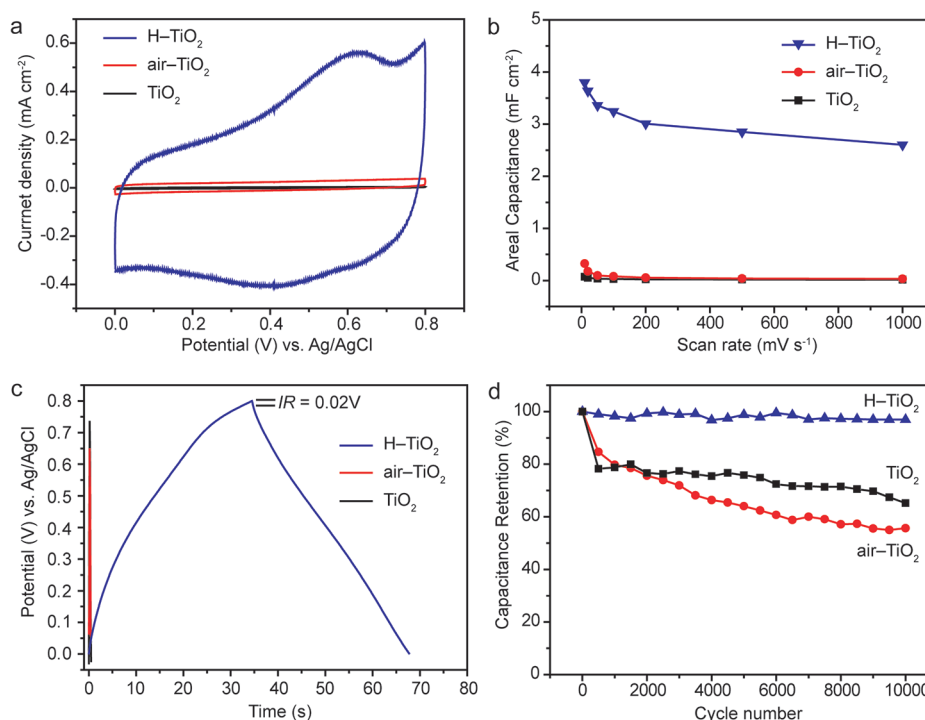 a
H–TiO2
air–TiO2
TiO2
Currnet density (mA cm-2)
0.6
0.4
0.2
0.0
-0.2
-0.4
0.0 0.2 0.4 0.6 0.8
Potential (V) vs. Ag/AgCl
b
H–TiO2
air–TiO2
TiO2
Areal Capacitance (mF cm-2)
5
4
3
2
1
0
0 200 400 600 800 1000
Scan rate (mV s-1)
c
IR = 0.02V
H–TiO2
air–TiO2
TiO2
Potential (V) vs. Ag/AgCl
0.8
0.7
0.6
0.5
0.4
0.3
0.2
0.1
0.0
0 10 20 30 40 50 60 70 80
Time (s)
d
H–TiO2
TiO2
air–TiO2
Capacitance Retention (%)
100
80
60
40
20
0
0 2000 4000 6000 8000 10000
Cycle number